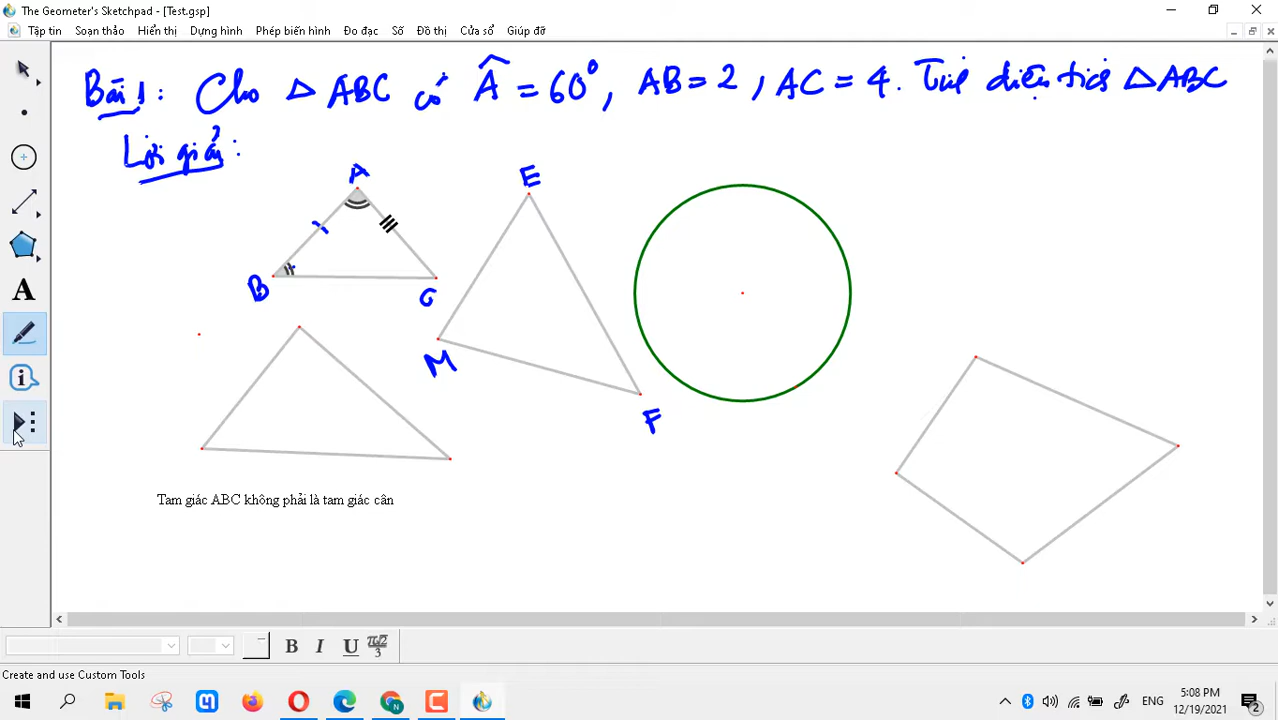 The Geometer's Sketchpad - [Test.gsp]
Tập tin Soạn thảo Hiển thị Dựng hình Phép biến hình Đo đạc Số Đồ thị Cửa sổ Giúp đỡ
Bài 1: Cho △ ABC có Â = 60°, AB = 2, AC = 4. Tính diện tích △ABC
Lời giải:
A
E
B
C
M
F
A
Tam giác ABC không phải là tam giác cân
B I U
Create and use Custom Tools
ENG
5:08 PM
12/19/2021
2